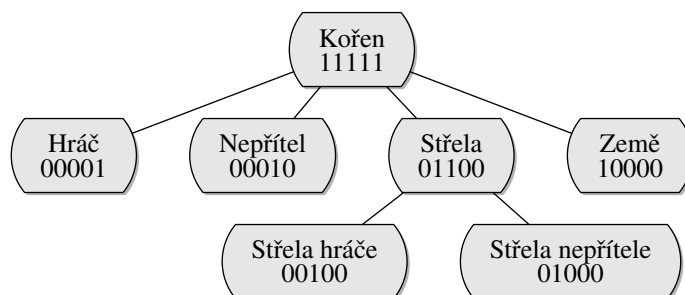 Kořen
11111
Hráč
00001
Nepřítel
00010
Střela
01100
Země
10000
Střela hráče
00100
Střela nepřítele
01000